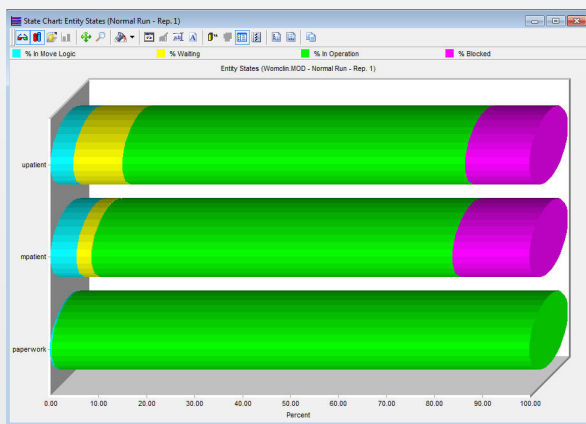 State Chart: Entity States (Normal Run - Rep. 1)
% In Move Logic % Waiting % In Operation % Blocked
Entity States (Womclin.MOD - Normal Run - Rep. 1)
upatient
mpatient
paperwork
0.00 10.00 20.00 30.00 40.00 50.00 60.00 70.00 80.00 90.00 100.00
Percent